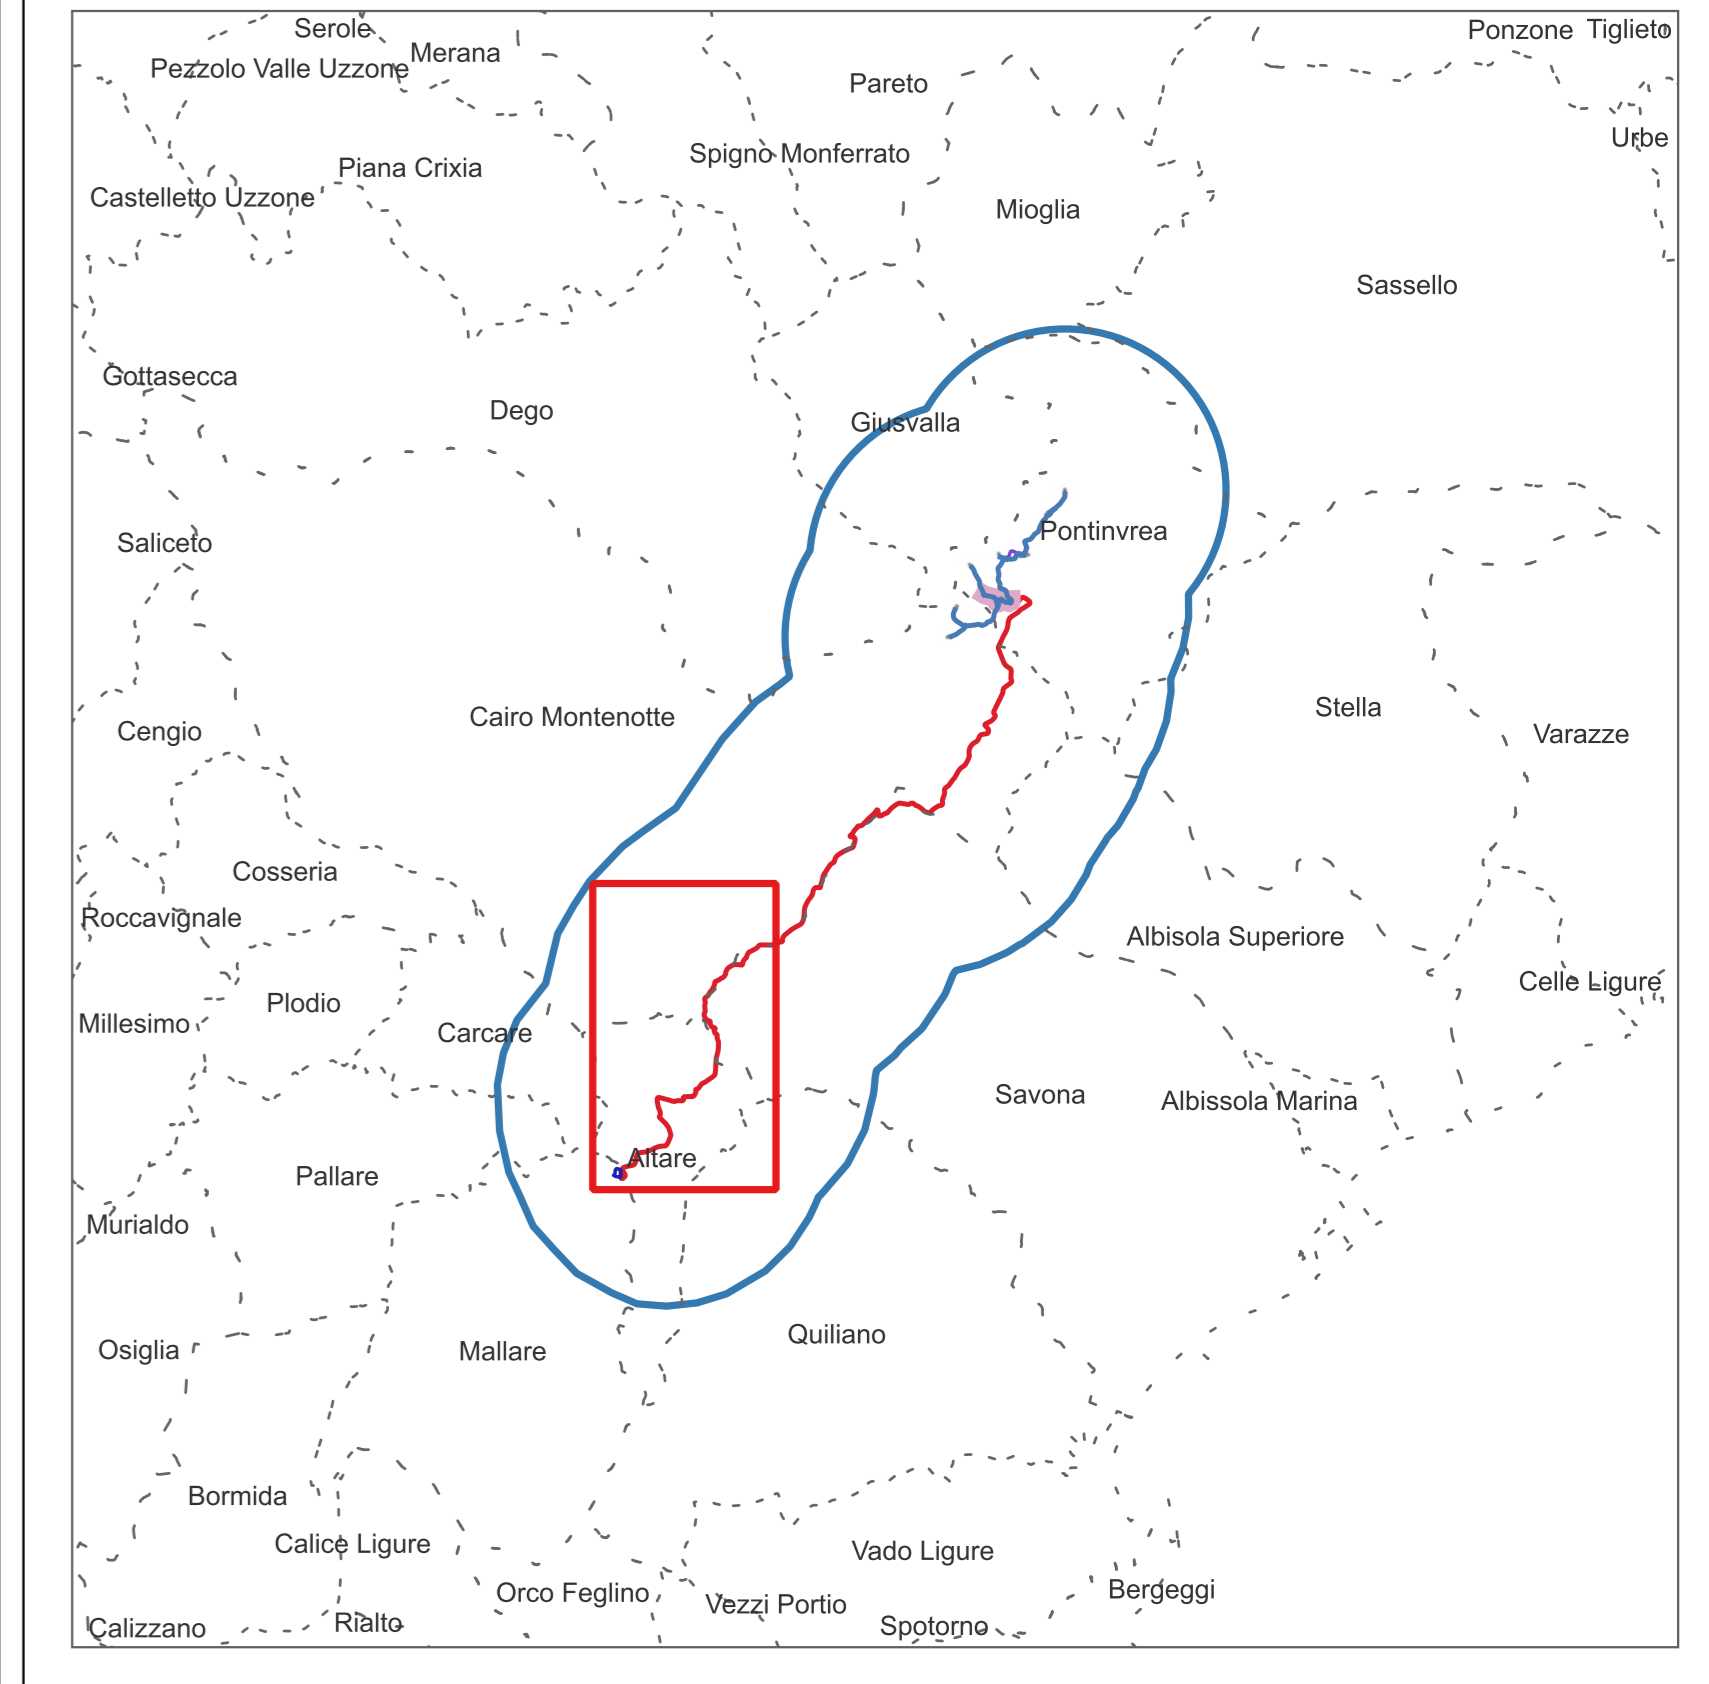 Serole
Ponzone
Tiglieto
Merana
Pezzolo Valle Uzzone
Pareto
Urbe
Spigno Monferrato
Piana Crixia
Castelletto Uzzone
Mioglia
Sassello
Gottasecca
Dego
Giusvalla
Pontinvrea
Saliceto
Stella
Cairo Montenotte
Cengio
Varazze
Cosseria
Roccavignale
Albisola Superiore
Celle Ligure
Plodio
Millesimo
Carcare
Savona
Albissola Marina
Altare
Pallare
Murialdo
Quiliano
Osiglia
Mallare
Bormida
Calice Ligure
Vado Ligure
Bergeggi
Orco Feglino
Vezzi Portio
Rialto
Spotorno
Calizzano